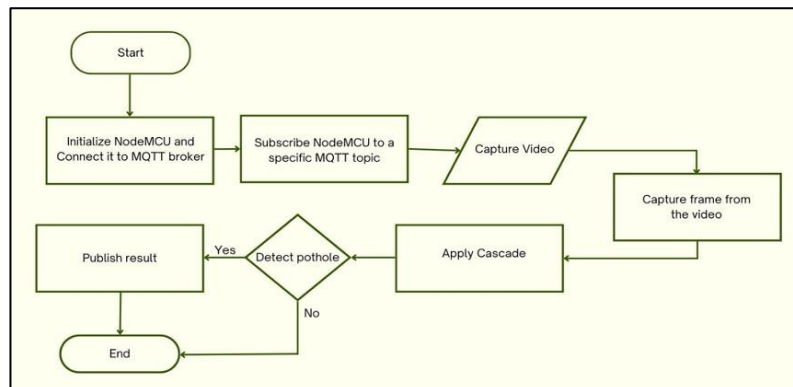 Start
Initialize NodeMCU and
Connect it to MQTT broker
Subscribe NodeMCU to a
specific MQTT topic
Capture Video
Capture frame from
the video
Apply Cascade
Detect pothole
Yes
Publish result
No
End